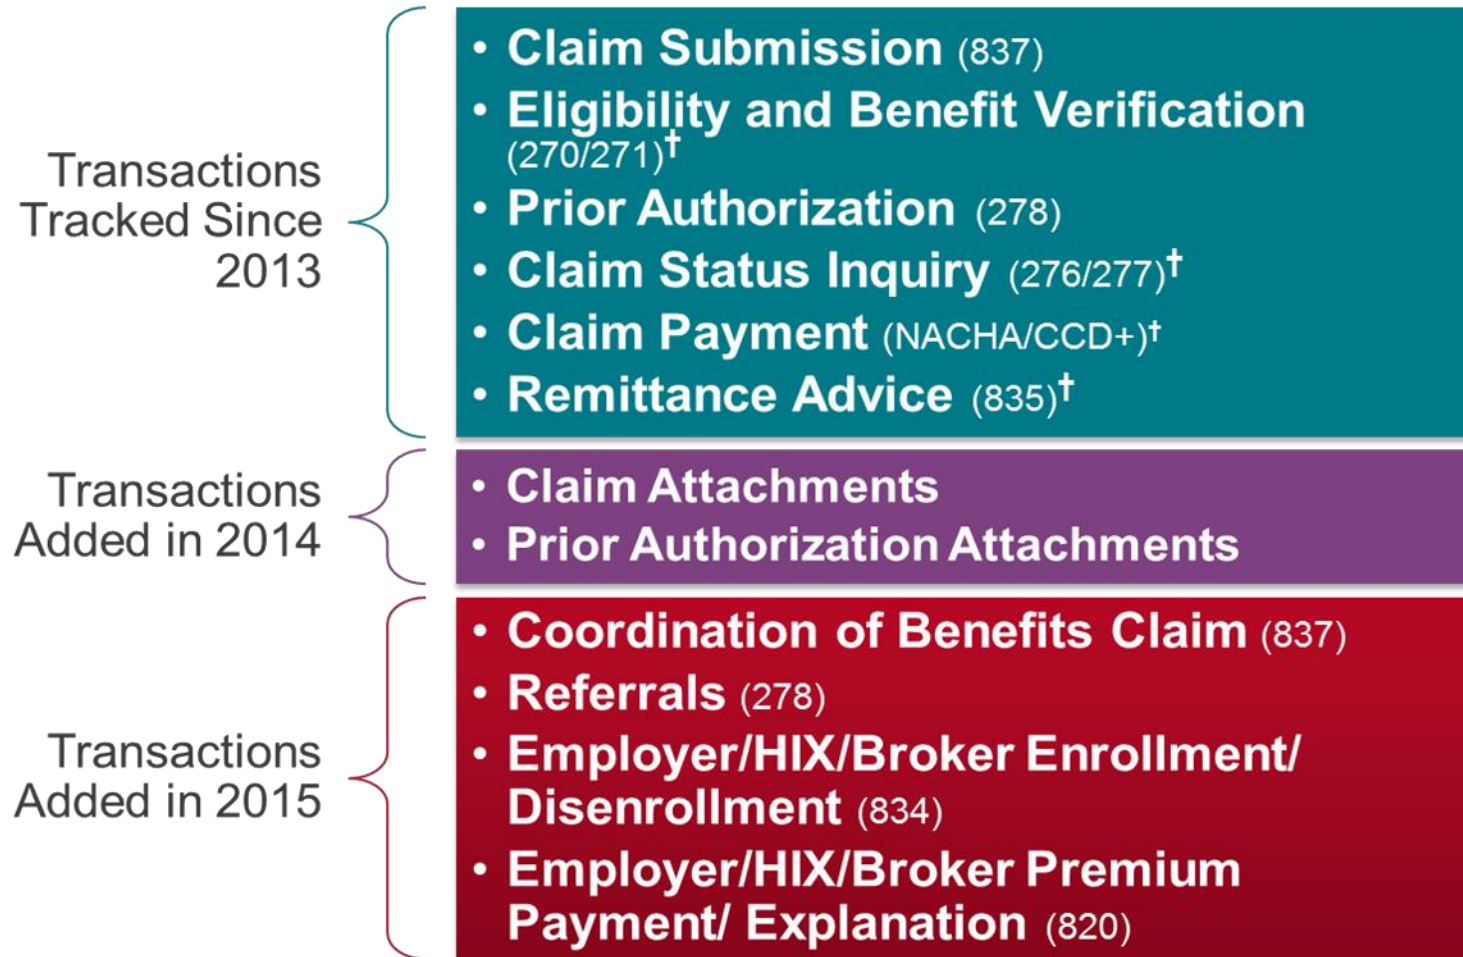 Transactions
Tracked Since
2013
• Claim Submission (837)
• Eligibility and Benefit Verification
(270/271)†
• Prior Authorization (278)
• Claim Status Inquiry (276/277)†
• Claim Payment (NACHA/CCD+)†
• Remittance Advice (835)†
Transactions
Added in 2014
• Claim Attachments
• Prior Authorization Attachments
Transactions
Added in 2015
• Coordination of Benefits Claim (837)
• Referrals (278)
• Employer/HIX/Broker Enrollment/
Disenrollment (834)
• Employer/HIX/Broker Premium
Payment/ Explanation (820)